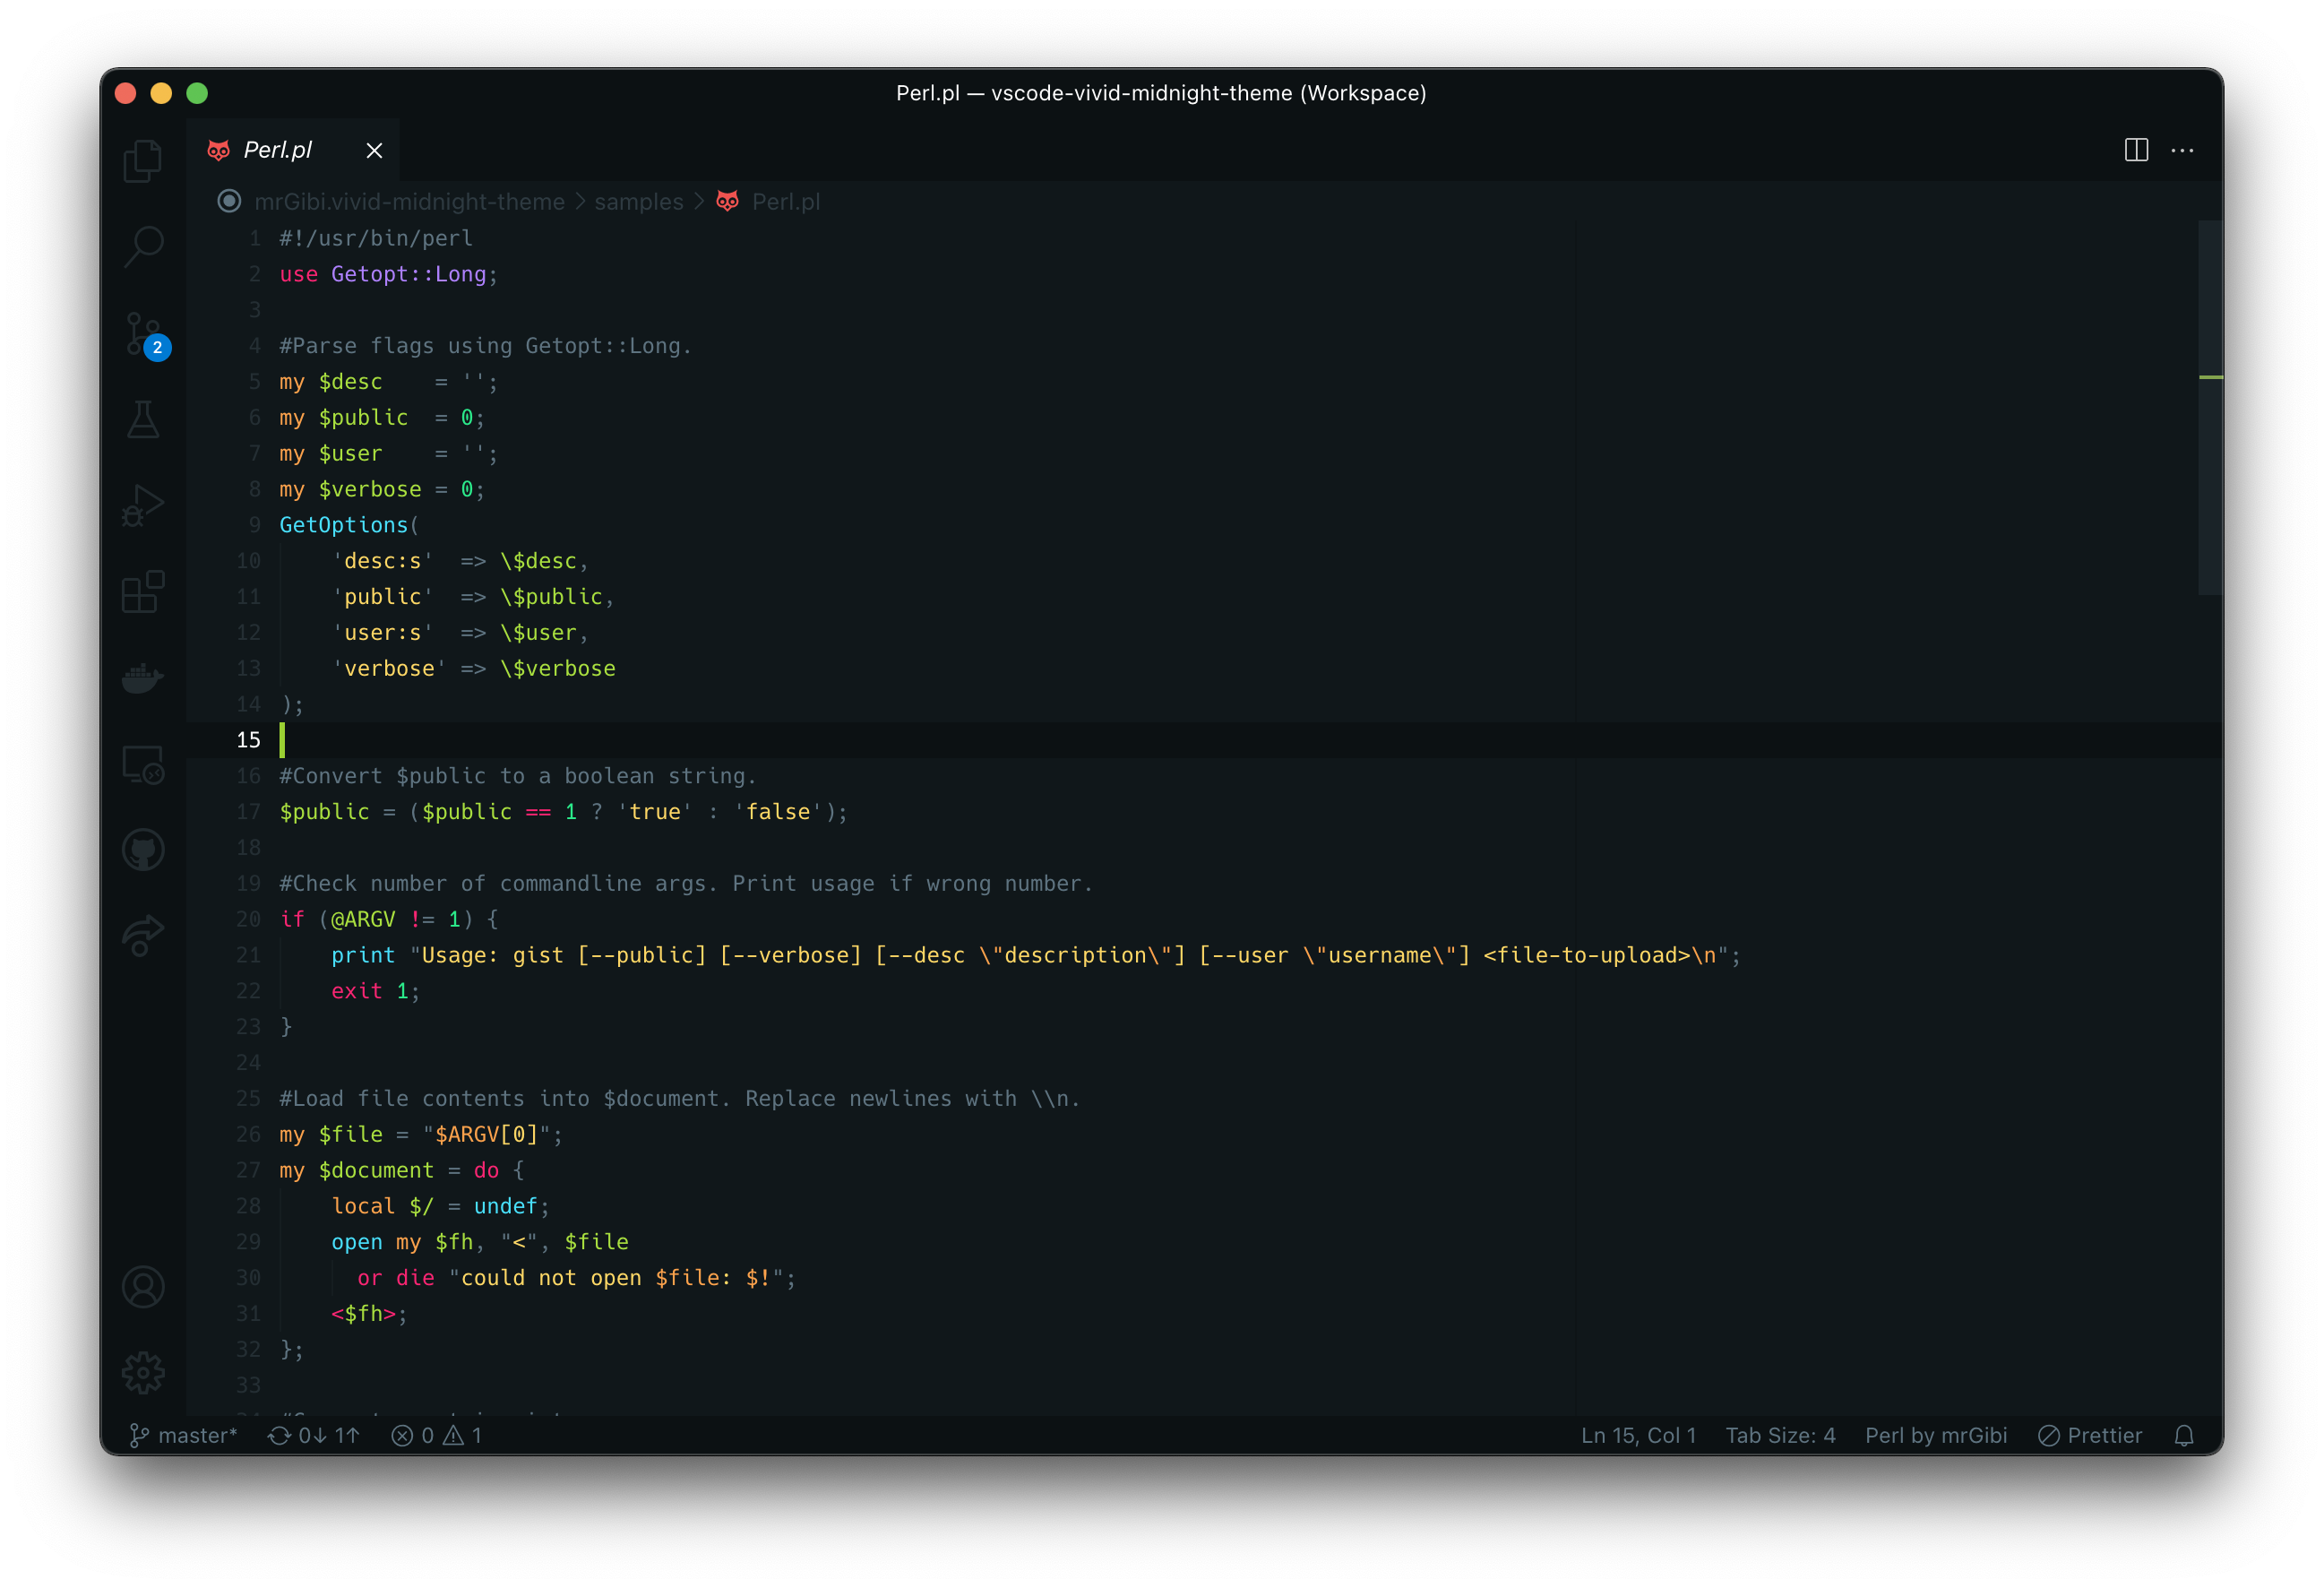 Perl.pl — vscode-vivid-midnight-theme (Workspace)
Perl.pl
mrGibi.vivid-midnight-theme > samples > Perl.pl
1 #!/usr/bin/perl
2 use Getopt::Long;
3
4 #Parse flags using Getopt::Long.
5 my $desc    = '';
6 my $public  = 0;
7 my $user    = '';
8 my $verbose = 0;
9 GetOptions(
10     'desc:s'  => \$desc,
11     'public'  => \$public,
12     'user:s'  => \$user,
13     'verbose' => \$verbose
14 );
15
16 #Convert $public to a boolean string.
17 $public = ($public == 1 ? 'true' : 'false');
18
19 #Check number of commandline args. Print usage if wrong number.
20 if (@ARGV != 1) {
21     print "Usage: gist [--public] [--verbose] [--desc \"description\"] [--user \"username\"] <file-to-upload>\n";
22     exit 1;
23 }
24
25 #Load file contents into $document. Replace newlines with \\n.
26 my $file = "$ARGV[0]";
27 my $document = do {
28     local $/ = undef;
29     open my $fh, "<", $file
30       or die "could not open $file: $!";
31     <$fh>;
32 };
33
2
master* 0↓ 1↑ 0 1 Ln 15, Col 1 Tab Size: 4 Perl by mrGibi Prettier